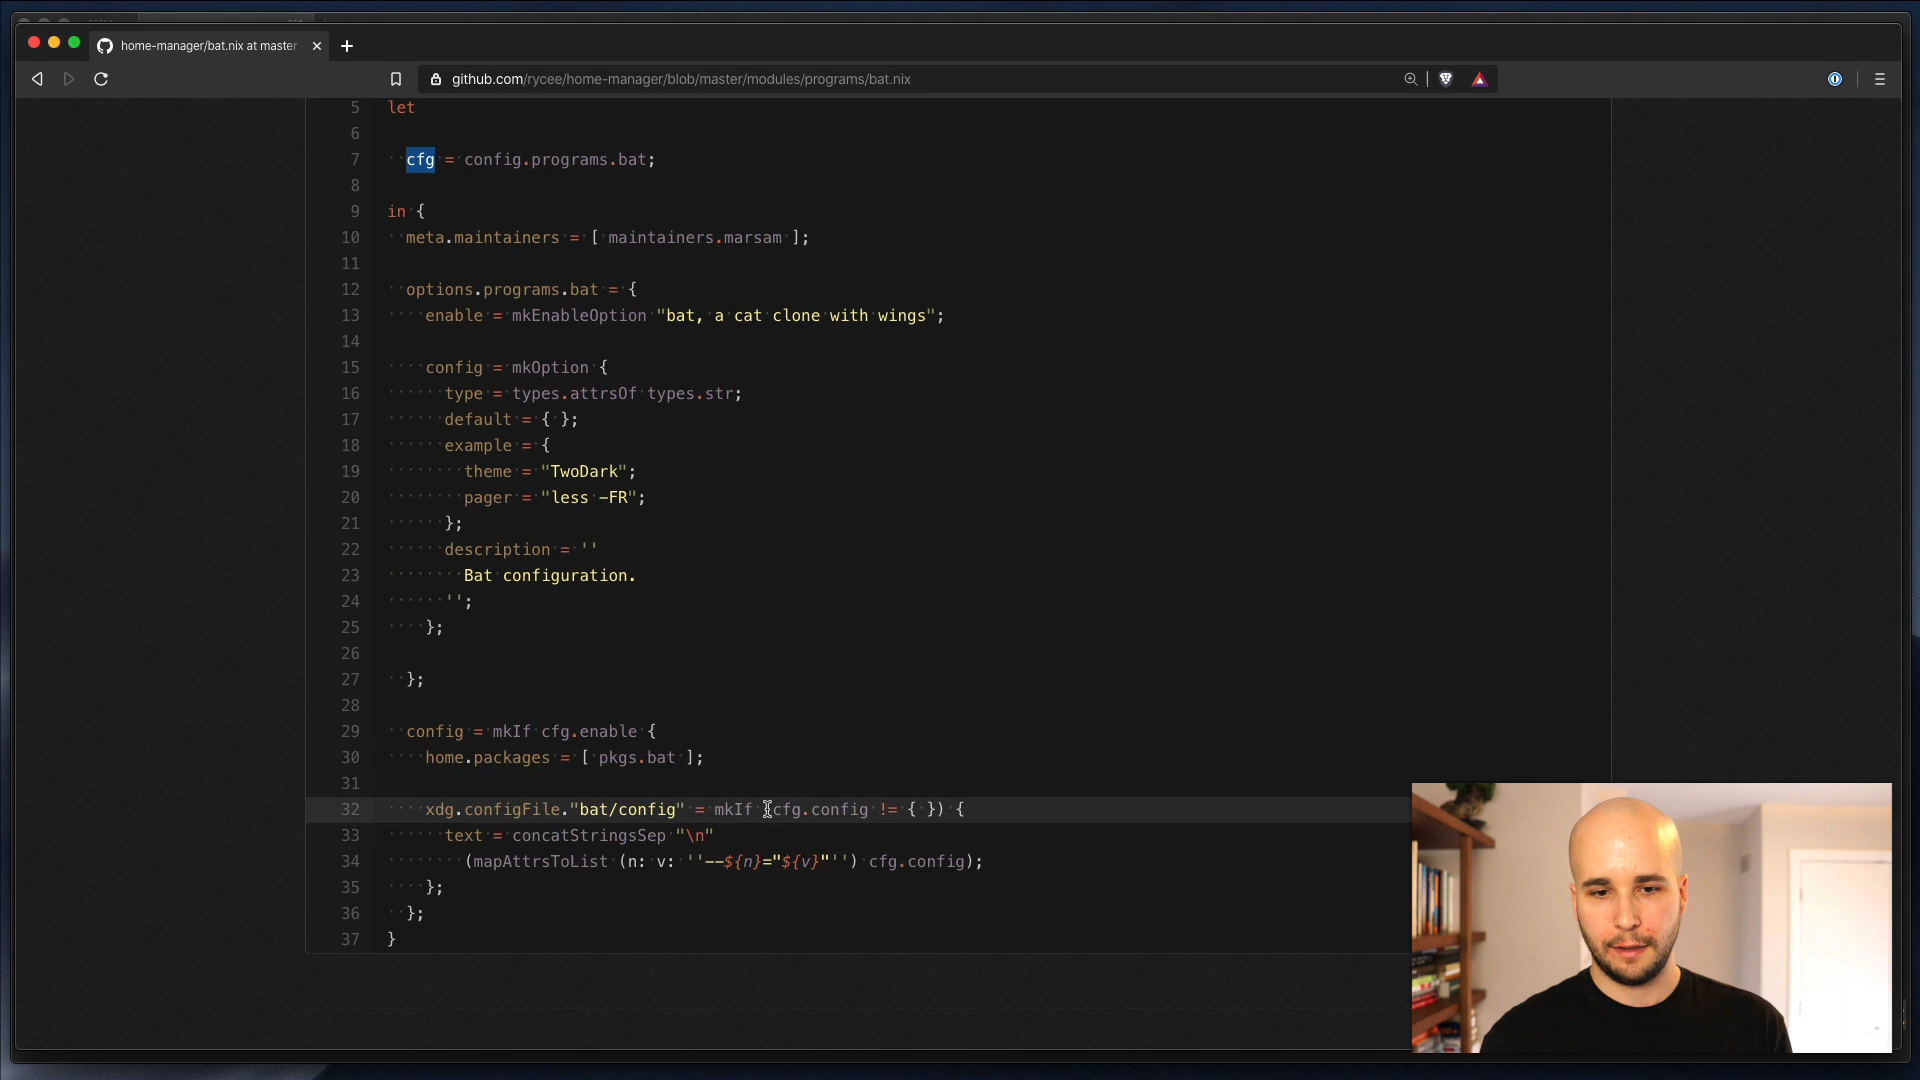 home-manager/bat.nix at master
github.com/rycee/home-manager/blob/master/modules/programs/bat.nix
5 let
6
7 cfg = config.programs.bat;
8
9 in {
10 meta.maintainers = [ maintainers.marsam ];
11
12 options.programs.bat = {
13 enable = mkEnableOption "bat, a cat clone with wings";
14
15 config = mkOption {
16 type = types.attrsOf types.str;
17 default = { };
18 example = {
19 theme = "TwoDark";
20 pager = "less -FR";
21 };
22 description = ''
23 Bat configuration.
24 '';
25 };
26
27 };
28
29 config = mkIf cfg.enable {
30 home.packages = [ pkgs.bat ];
31
32 xdg.configFile."bat/config" = mkIf (cfg.config != { }) {
33 text = concatStringsSep "\n"
34 (mapAttrsToList (n: v: ''--${n}="${v}"'') cfg.config);
35 };
36 };
37 }